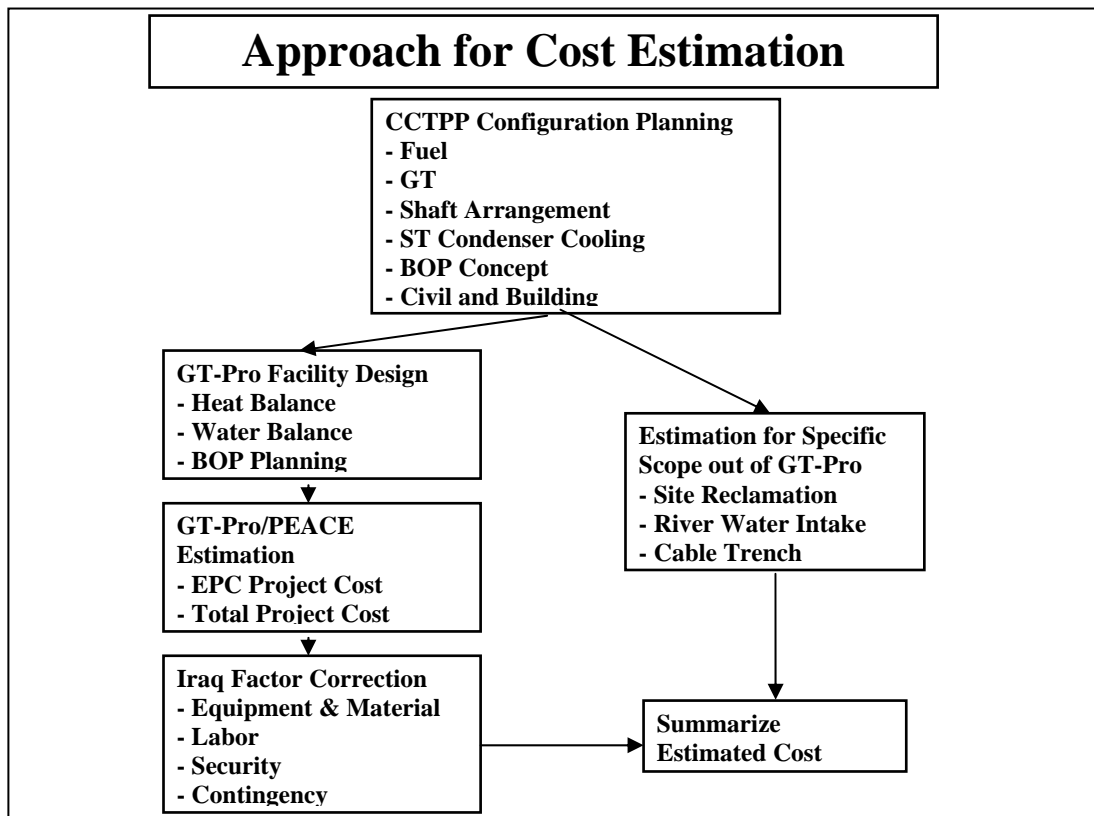 Approach for Cost Estimation
CCTPP Configuration Planning
- Fuel
- GT
- Shaft Arrangement
- ST Condenser Cooling
- BOP Concept
- Civil and Building
GT-Pro Facility Design
- Heat Balance
- Water Balance
- BOP Planning
Estimation for Specific
Scope out of GT-Pro
- Site Reclamation
- River Water Intake
- Cable Trench
GT-Pro/PEACE
Estimation
- EPC Project Cost
- Total Project Cost
Iraq Factor Correction
- Equipment & Material
- Labor
- Security
- Contingency
Summarize
Estimated Cost